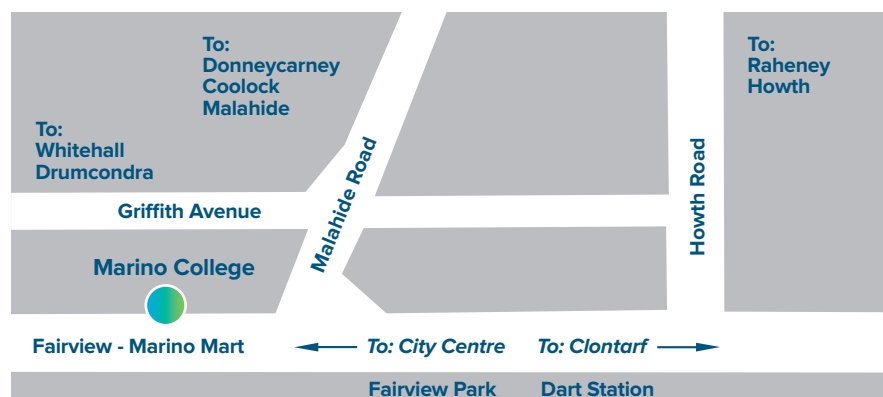 To:
Donneycarney
Coolock
Malahide
To:
Raheney
Howth
To:
Whitehall
Drumcondra
Malahide Road
Howth Road
Griffith Avenue
Marino College
Fairview - Marino Mart
To: City Centre
To: Clontarf
Fairview Park
Dart Station